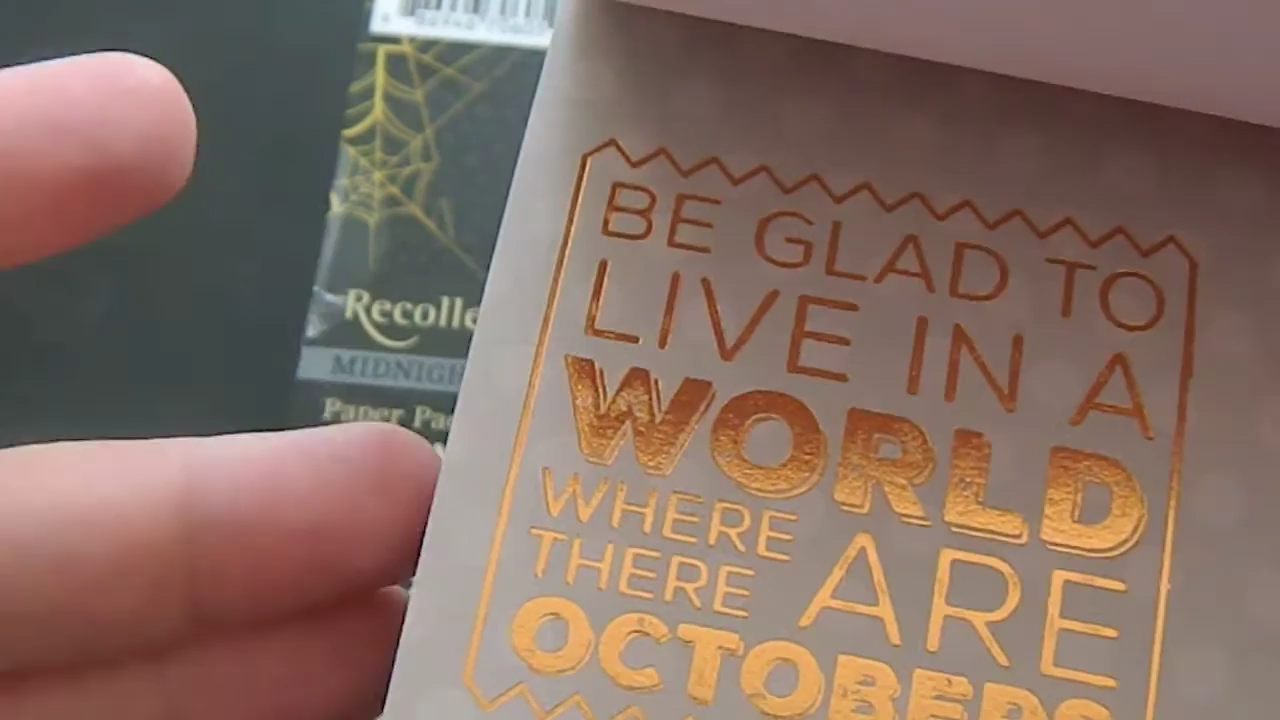 Recolle
MIDNIGH
Paper Pa
BE GLAD TO
LIVE IN A
WORLD
WHERE
THERE ARE
OCTOBERS